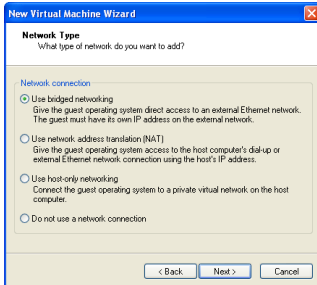 New Virtual Machine Wizard
Network Type
What type of network do you want to add?
Network connection
Use bridged networking
Give the guest operating system direct access to an external Ethernet network.
The guest must have its own IP address on the external network.
Use network address translation (NAT)
Give the guest operating system access to the host computer's dial-up or
external Ethernet network connection using the host's IP address.
Use host-only networking
Connect the guest operating system to a private virtual network on the host
computer.
Do not use a network connection
< Back Next > Cancel